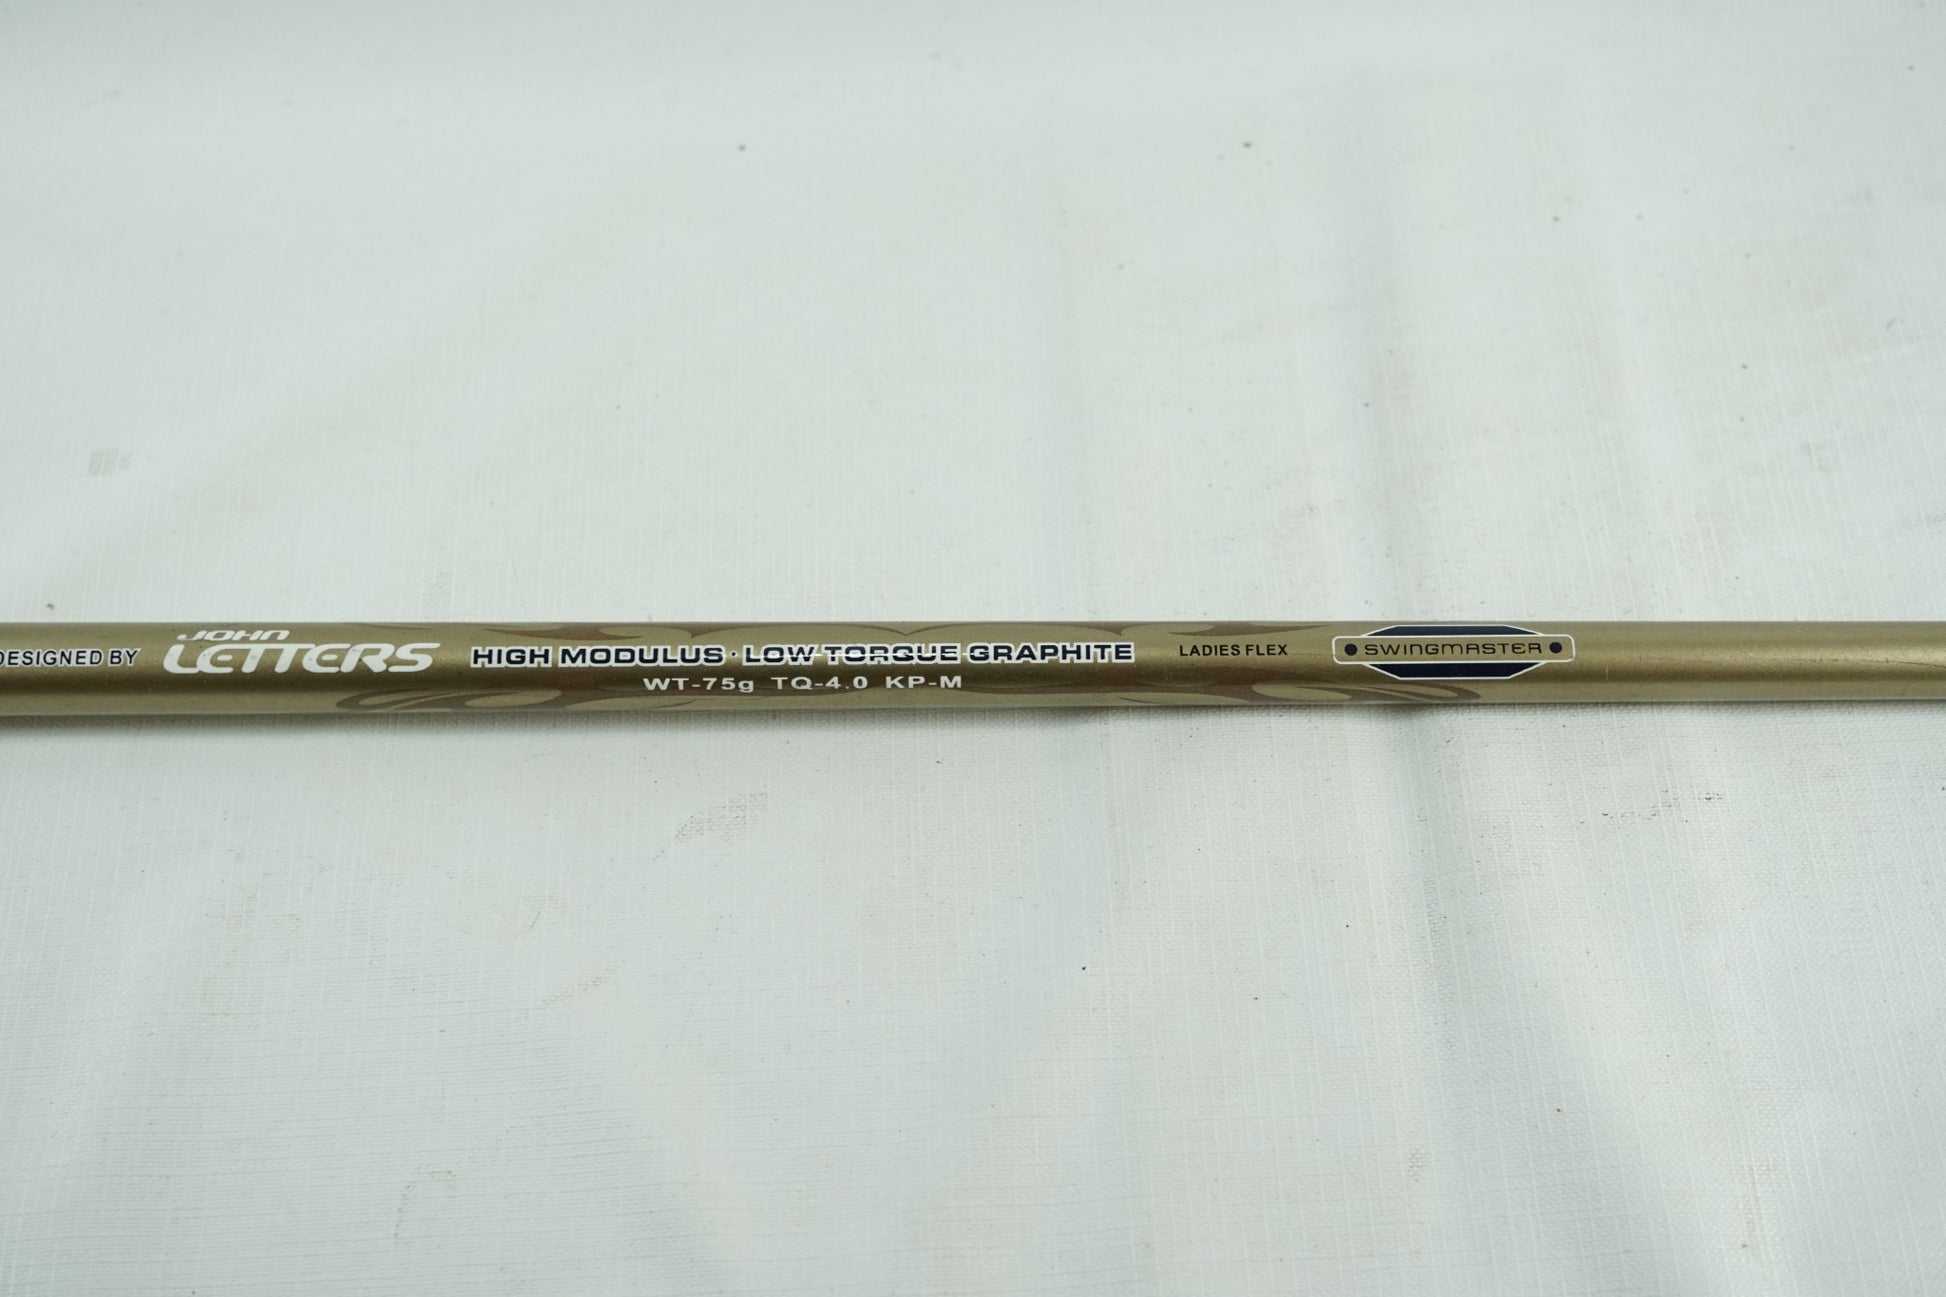 DESIGNED BY
JOHN
LETTERS
HIGH MODULUS · LOW TORQUE GRAPHITE
WT-75g TQ-4.0 KP-M
LADIES FLEX
• SWINGMASTER •